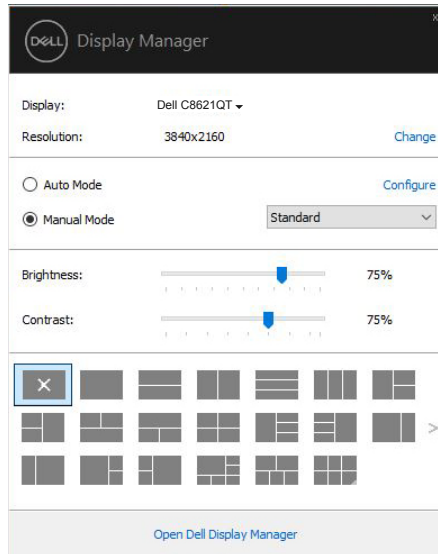 DELL Display Manager
Display: Dell C8621QT
Resolution: 3840x2160 Change
Auto Mode Configure
Manual Mode Standard
Brightness: 75%
Contrast: 75%
Open Dell Display Manager